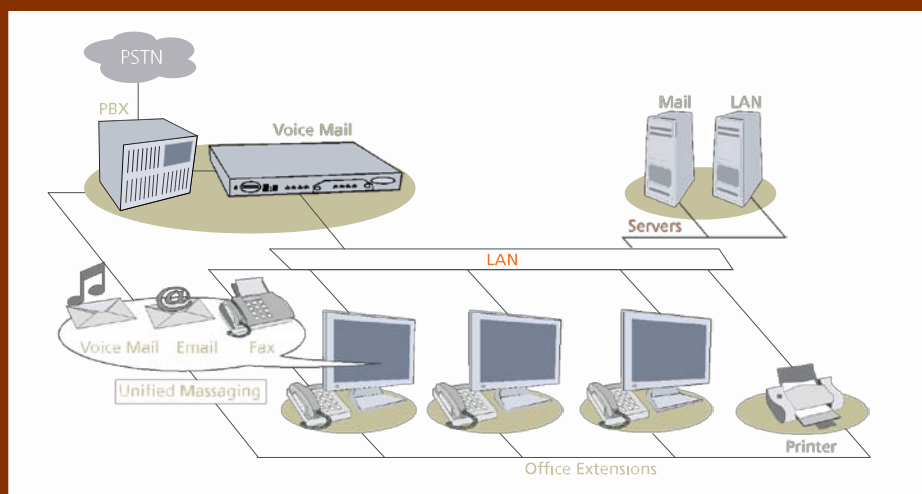 PSTN
PBX
Voice Mail
Mail LAN
Servers
LAN
Voice Mail Email Fax
Unified Massaging
Printer
Office Extensions